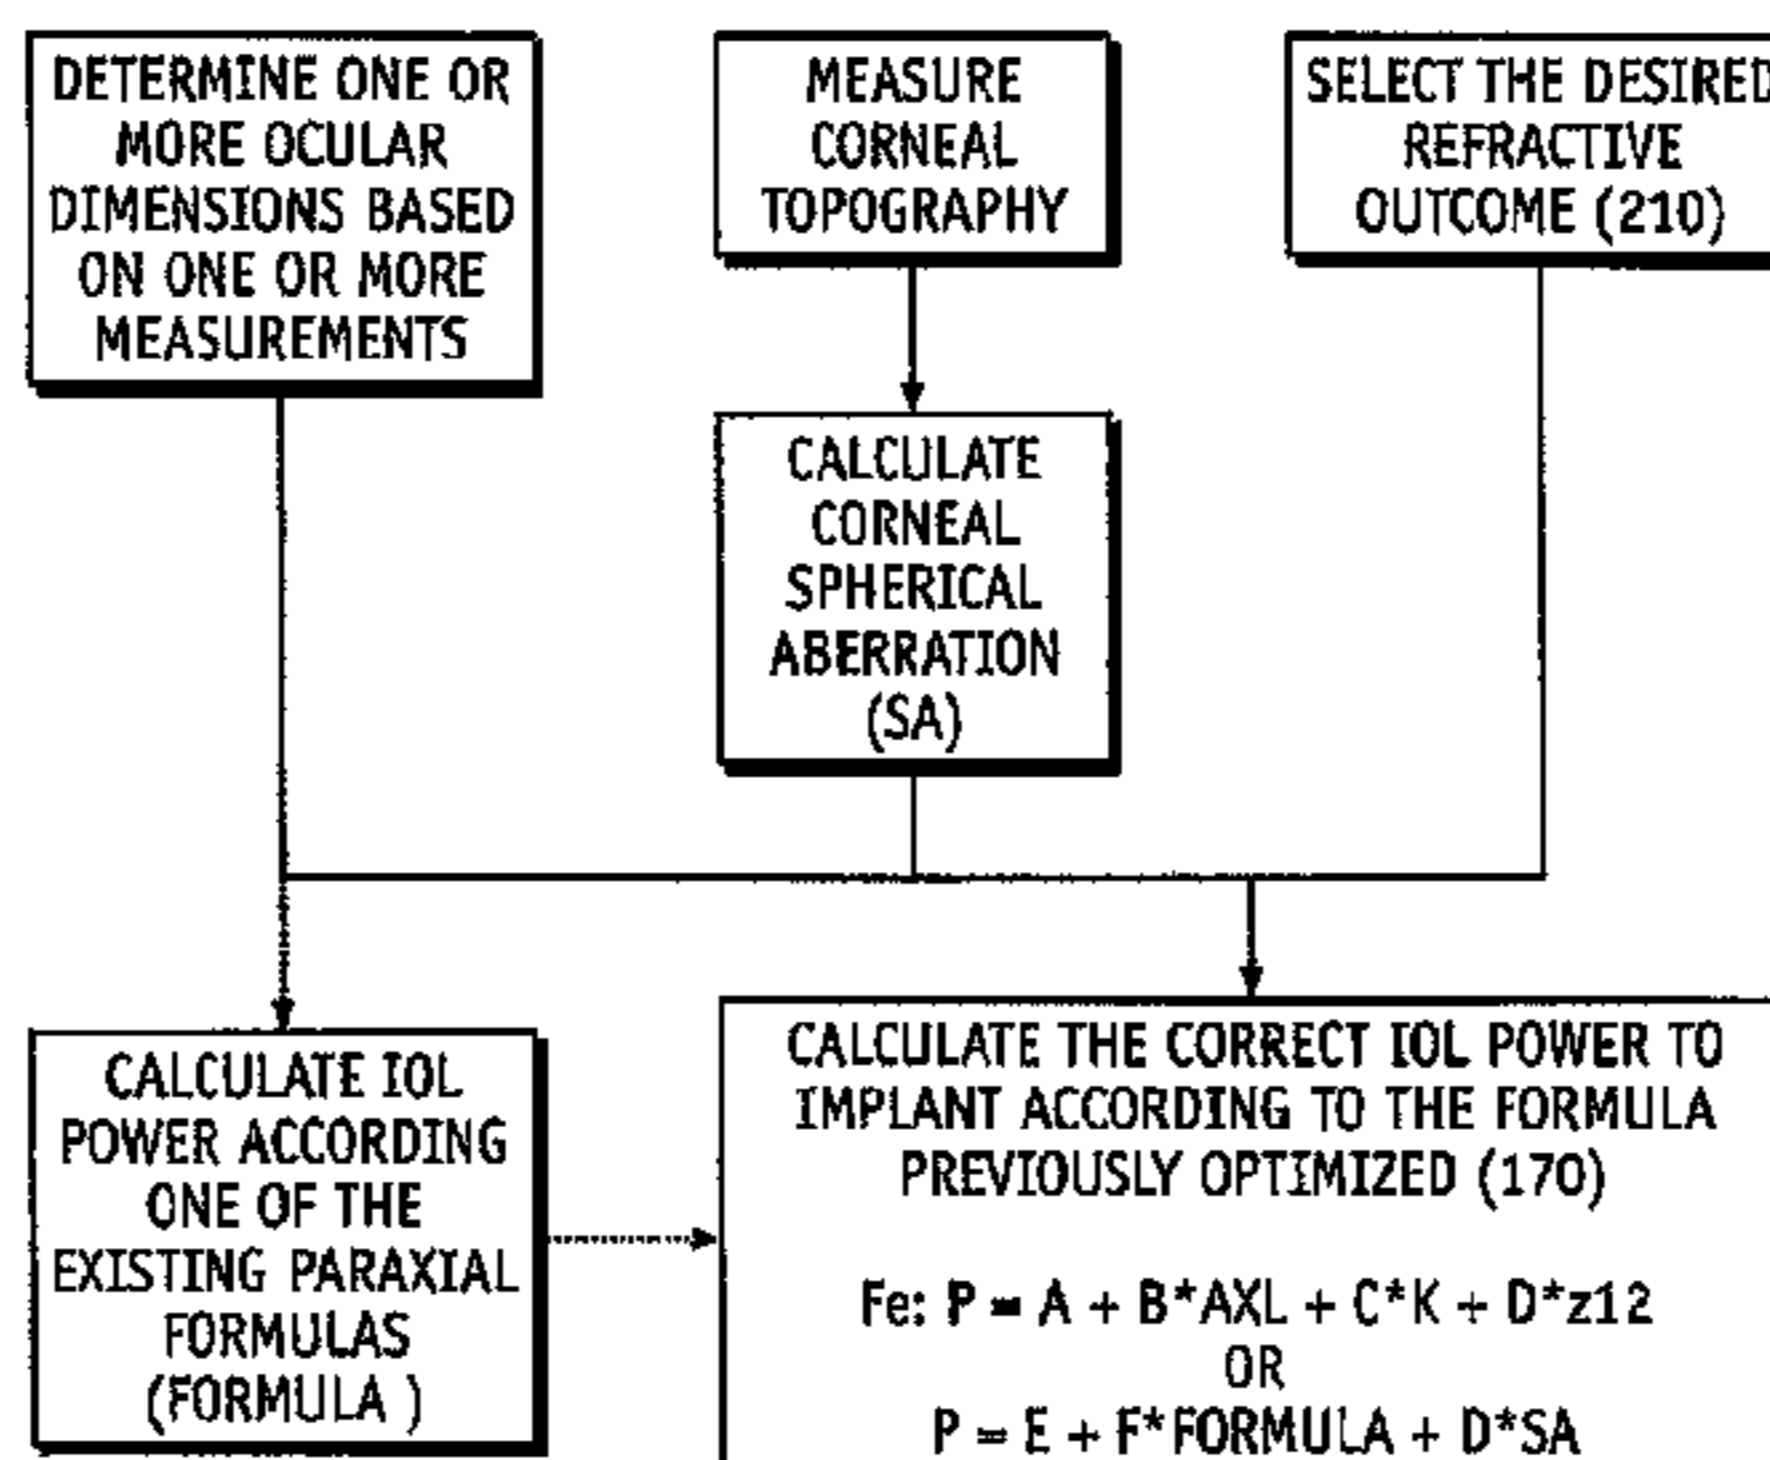 DETERMINE ONE OR
MORE OCULAR
DIMENSIONS BASED
ON ONE OR MORE
MEASUREMENTS
MEASURE
CORNEAL
TOPOGRAPHY
SELECT THE DESIRED
REFRACTIVE
OUTCOME (210)
CALCULATE
CORNEAL
SPHERICAL
ABERRATION
(SA)
CALCULATE IOL
POWER ACCORDING
ONE OF THE
EXISTING PARAXIAL
FORMULAS
(FORMULA )
CALCULATE THE CORRECT IOL POWER TO
IMPLANT ACCORDING TO THE FORMULA
PREVIOUSLY OPTIMIZED (170)
Fe: P = A + B*AXL + C*K + D*z12
OR
P = E + F*FORMULA + D*SA